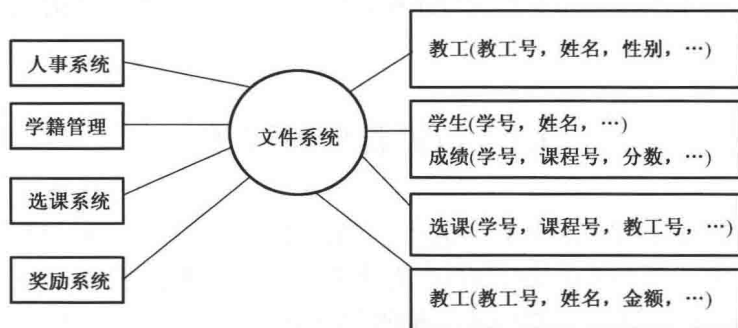 人事系统
学籍管理
选课系统
奖励系统
文件系统
教工(教工号，姓名，性别，…)
学生(学号，姓名，…)
成绩(学号，课程号，分数，…)
选课(学号，课程号，教工号，…)
教工(教工号，姓名，金额，…)